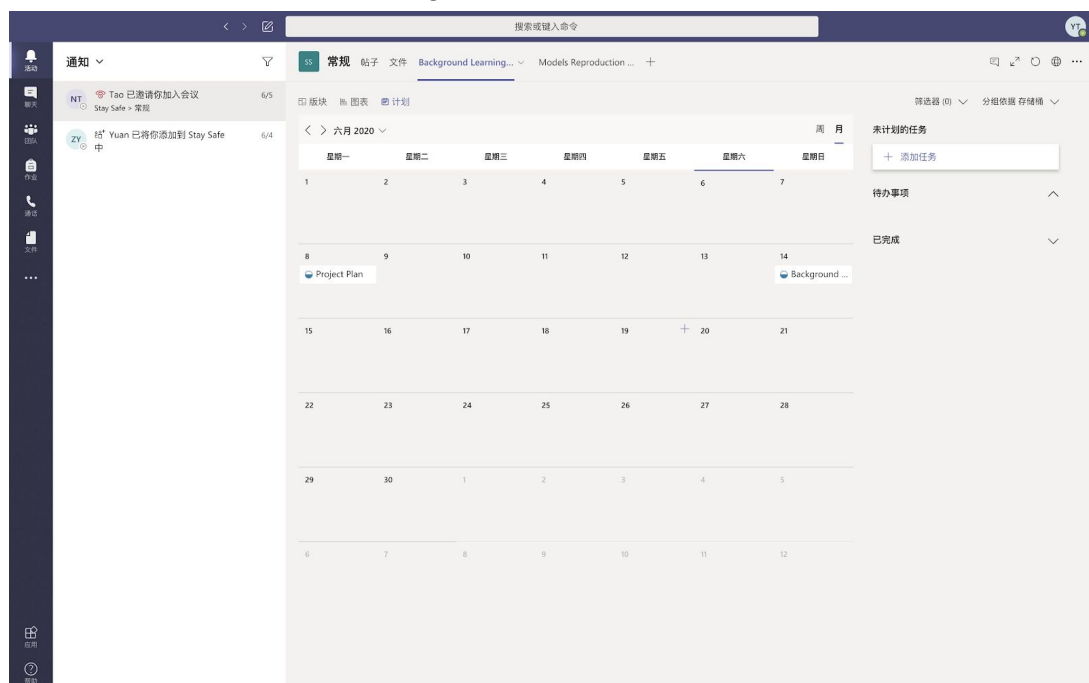 搜索或键入命令
YT
活动
聊天
团队
作业
通话
文件
应用
帮助
通知
NT
Tao 已邀请你加入会议
6/5
Stay Safe > 常规
ZY
Yuan 已将你添加到 Stay Safe 中
6/4
SS 常规 帖子 文件 Background Learning... Models Reproduction ... +
版块 图表 计划
筛选器 (0) 分组依据 存储桶
六月 2020
周 月
星期一 星期二 星期三 星期四 星期五 星期六 星期日
1 2 3 4 5 6 7
8 9 10 11 12 13 14
Project Plan Background ...
15 16 17 18 19 + 20 21
22 23 24 25 26 27 28
29 30 1 2 3 4 5
6 7 8 9 10 11 12
未计划的任务
+ 添加任务
待办事项
已完成